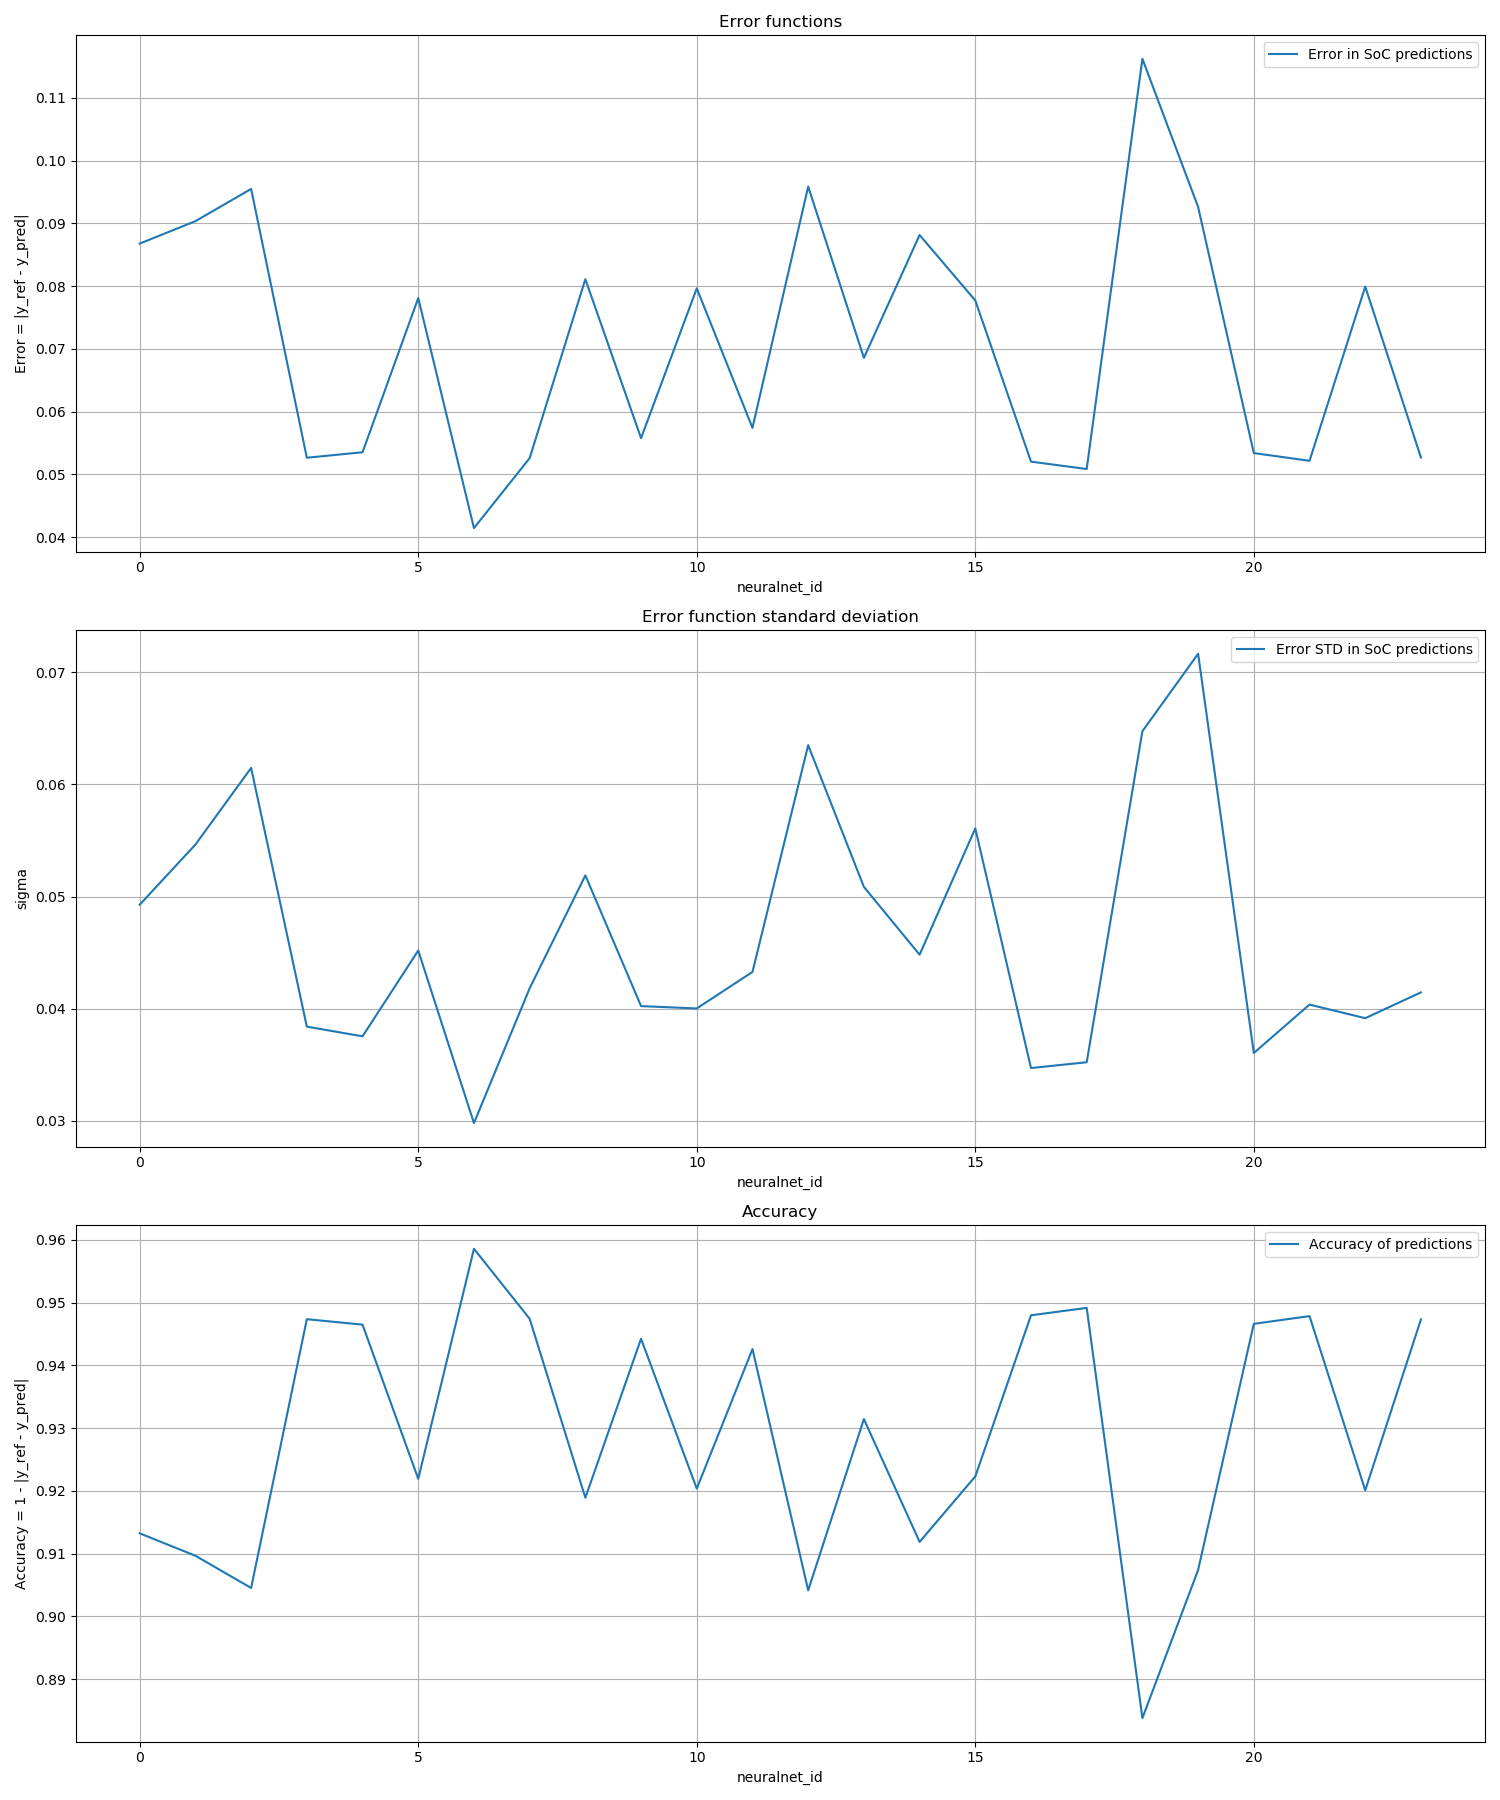 Error functions
Error in SoC predictions
0.11
0.10
0.09
0.08
0.07
0.06
0.05
0.04
Error = |y_ref - y_pred|
0 5 10 15 20
neuralnet_id
Error function standard deviation
Error STD in SoC predictions
0.07
0.06
0.05
0.04
0.03
sigma
0 5 10 15 20
neuralnet_id
Accuracy
Accuracy of predictions
0.96
0.95
0.94
0.93
0.92
0.91
0.90
0.89
Accuracy = 1 - |y_ref - y_pred|
0 5 10 15 20
neuralnet_id